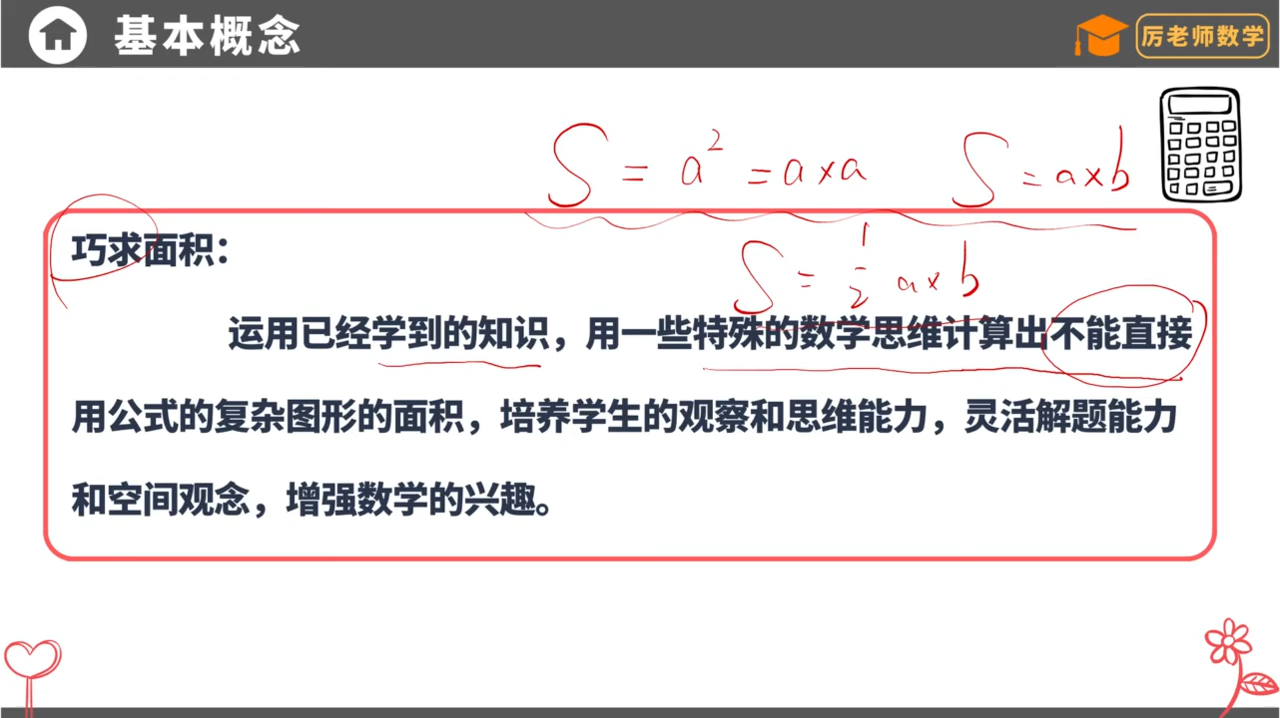 基本概念
厉老师数学
S = a² = a×a S = a×b
巧求面积：
S = 1/2 a×b
运用已经学到的知识，用一些特殊的数学思维计算出不能直接
用公式的复杂图形的面积，培养学生的观察和思维能力，灵活解题能力
和空间观念，增强数学的兴趣。